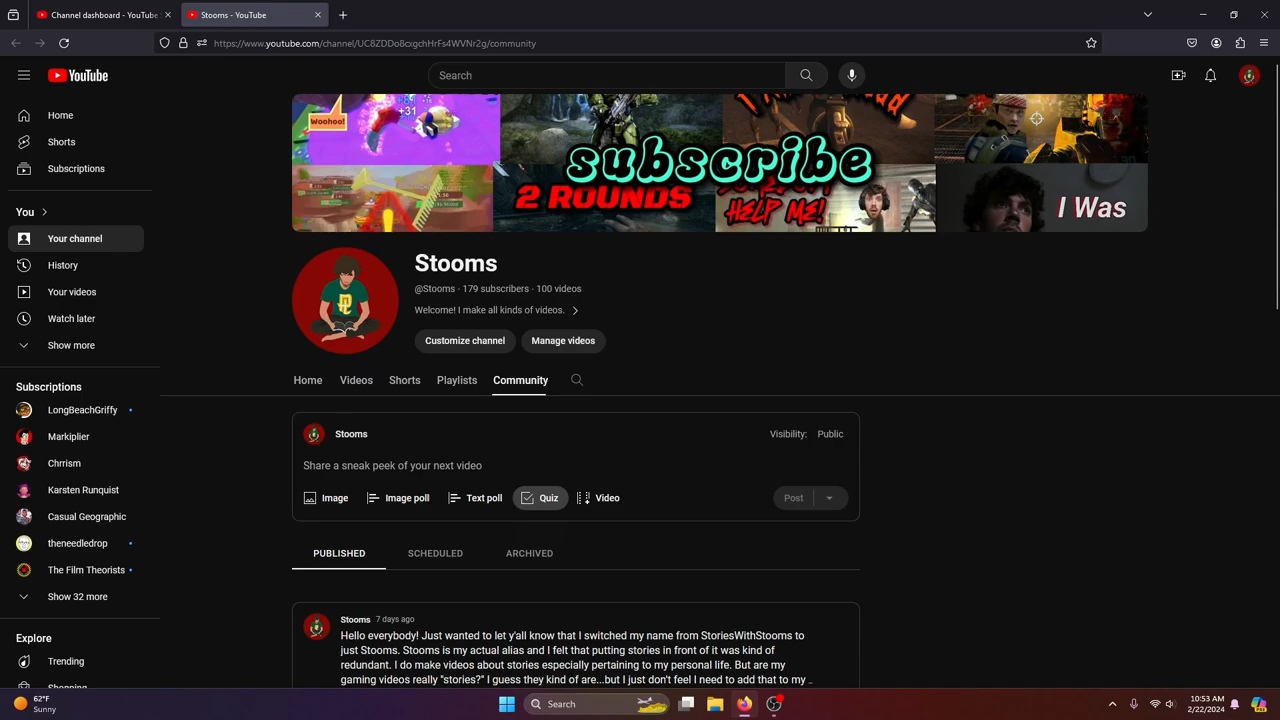 Channel dashboard - YouTube
Stooms - YouTube
https://www.youtube.com/channel/UC8ZDDo8cxgchHrFs4WVNr2g/community
YouTube
Search
Home
Shorts
Subscriptions
You
Your channel
History
Your videos
Watch later
Show more
Subscriptions
LongBeachGriffy
Markiplier
Chrrism
Karsten Runquist
Casual Geographic
theneedledrop
The Film Theorists
Show 32 more
Explore
Trending
Shopping
Woohoo!
+31
subscribe
2 ROUNDS
HELP ME!
I Was
Stooms
@Stooms · 179 subscribers · 100 videos
Welcome! I make all kinds of videos.
Customize channel
Manage videos
Home
Videos
Shorts
Playlists
Community
Stooms
Visibility: Public
Share a sneak peek of your next video
Image
Image poll
Text poll
Quiz
Video
Post
PUBLISHED
SCHEDULED
ARCHIVED
Stooms 7 days ago
Hello everybody! Just wanted to let y'all know that I switched my name from StoriesWithStooms to
just Stooms. Stooms is my actual alias and I felt that putting stories in front of it was kind of
redundant. I do make videos about stories especially pertaining to my personal life. But are my
gaming videos really "stories?" I guess they kind of are...but I just don't feel I need to add that to my ..
62°F
Sunny
Search
10:53 AM
2/22/2024